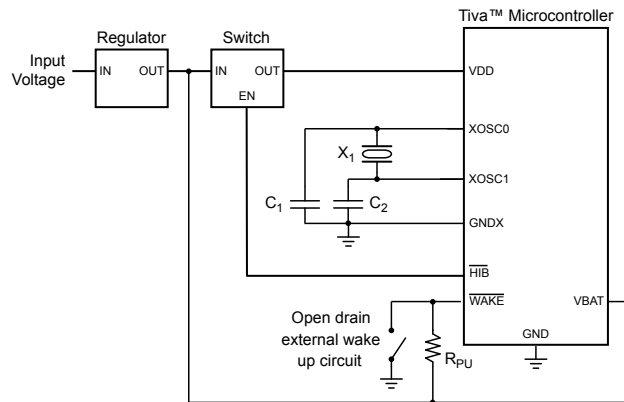 Tiva™ Microcontroller
Regulator
Switch
Input
Voltage
IN
OUT
IN
OUT
EN
VDD
XOSC0
X1
XOSC1
C1
C2
GNDX
HIB
WAKE
VBAT
Open drain
external wake
up circuit
RPU
GND